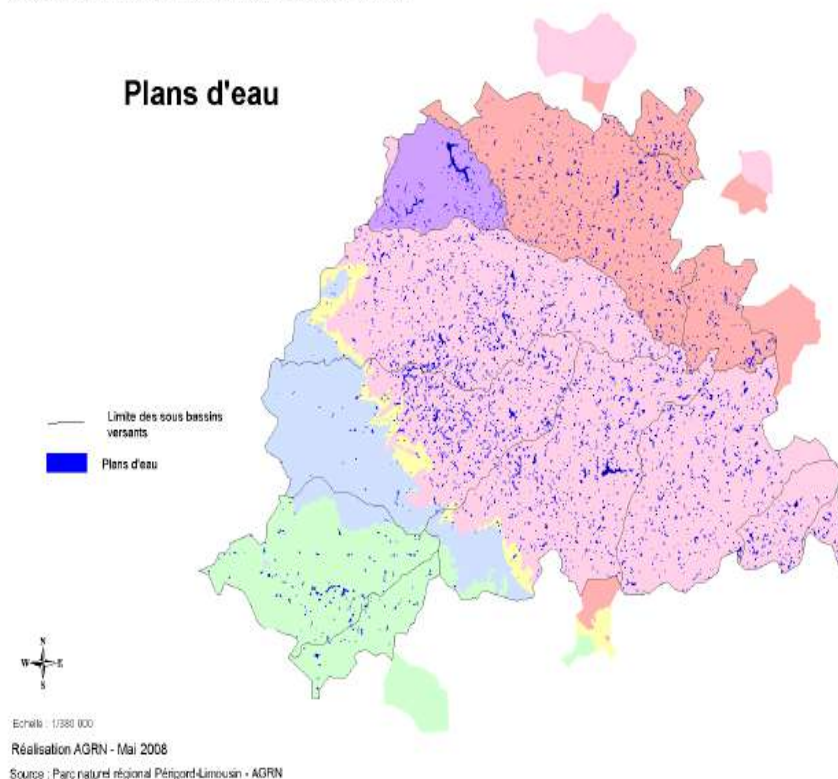 Plans d'eau
Limite des sous bassins
versants
Plans d'eau
N
W E
S
Echelle : 1/380 000
Réalisation AGRN - Mai 2008
Source : Parc naturel régional Périgord-Limousin - AGRN